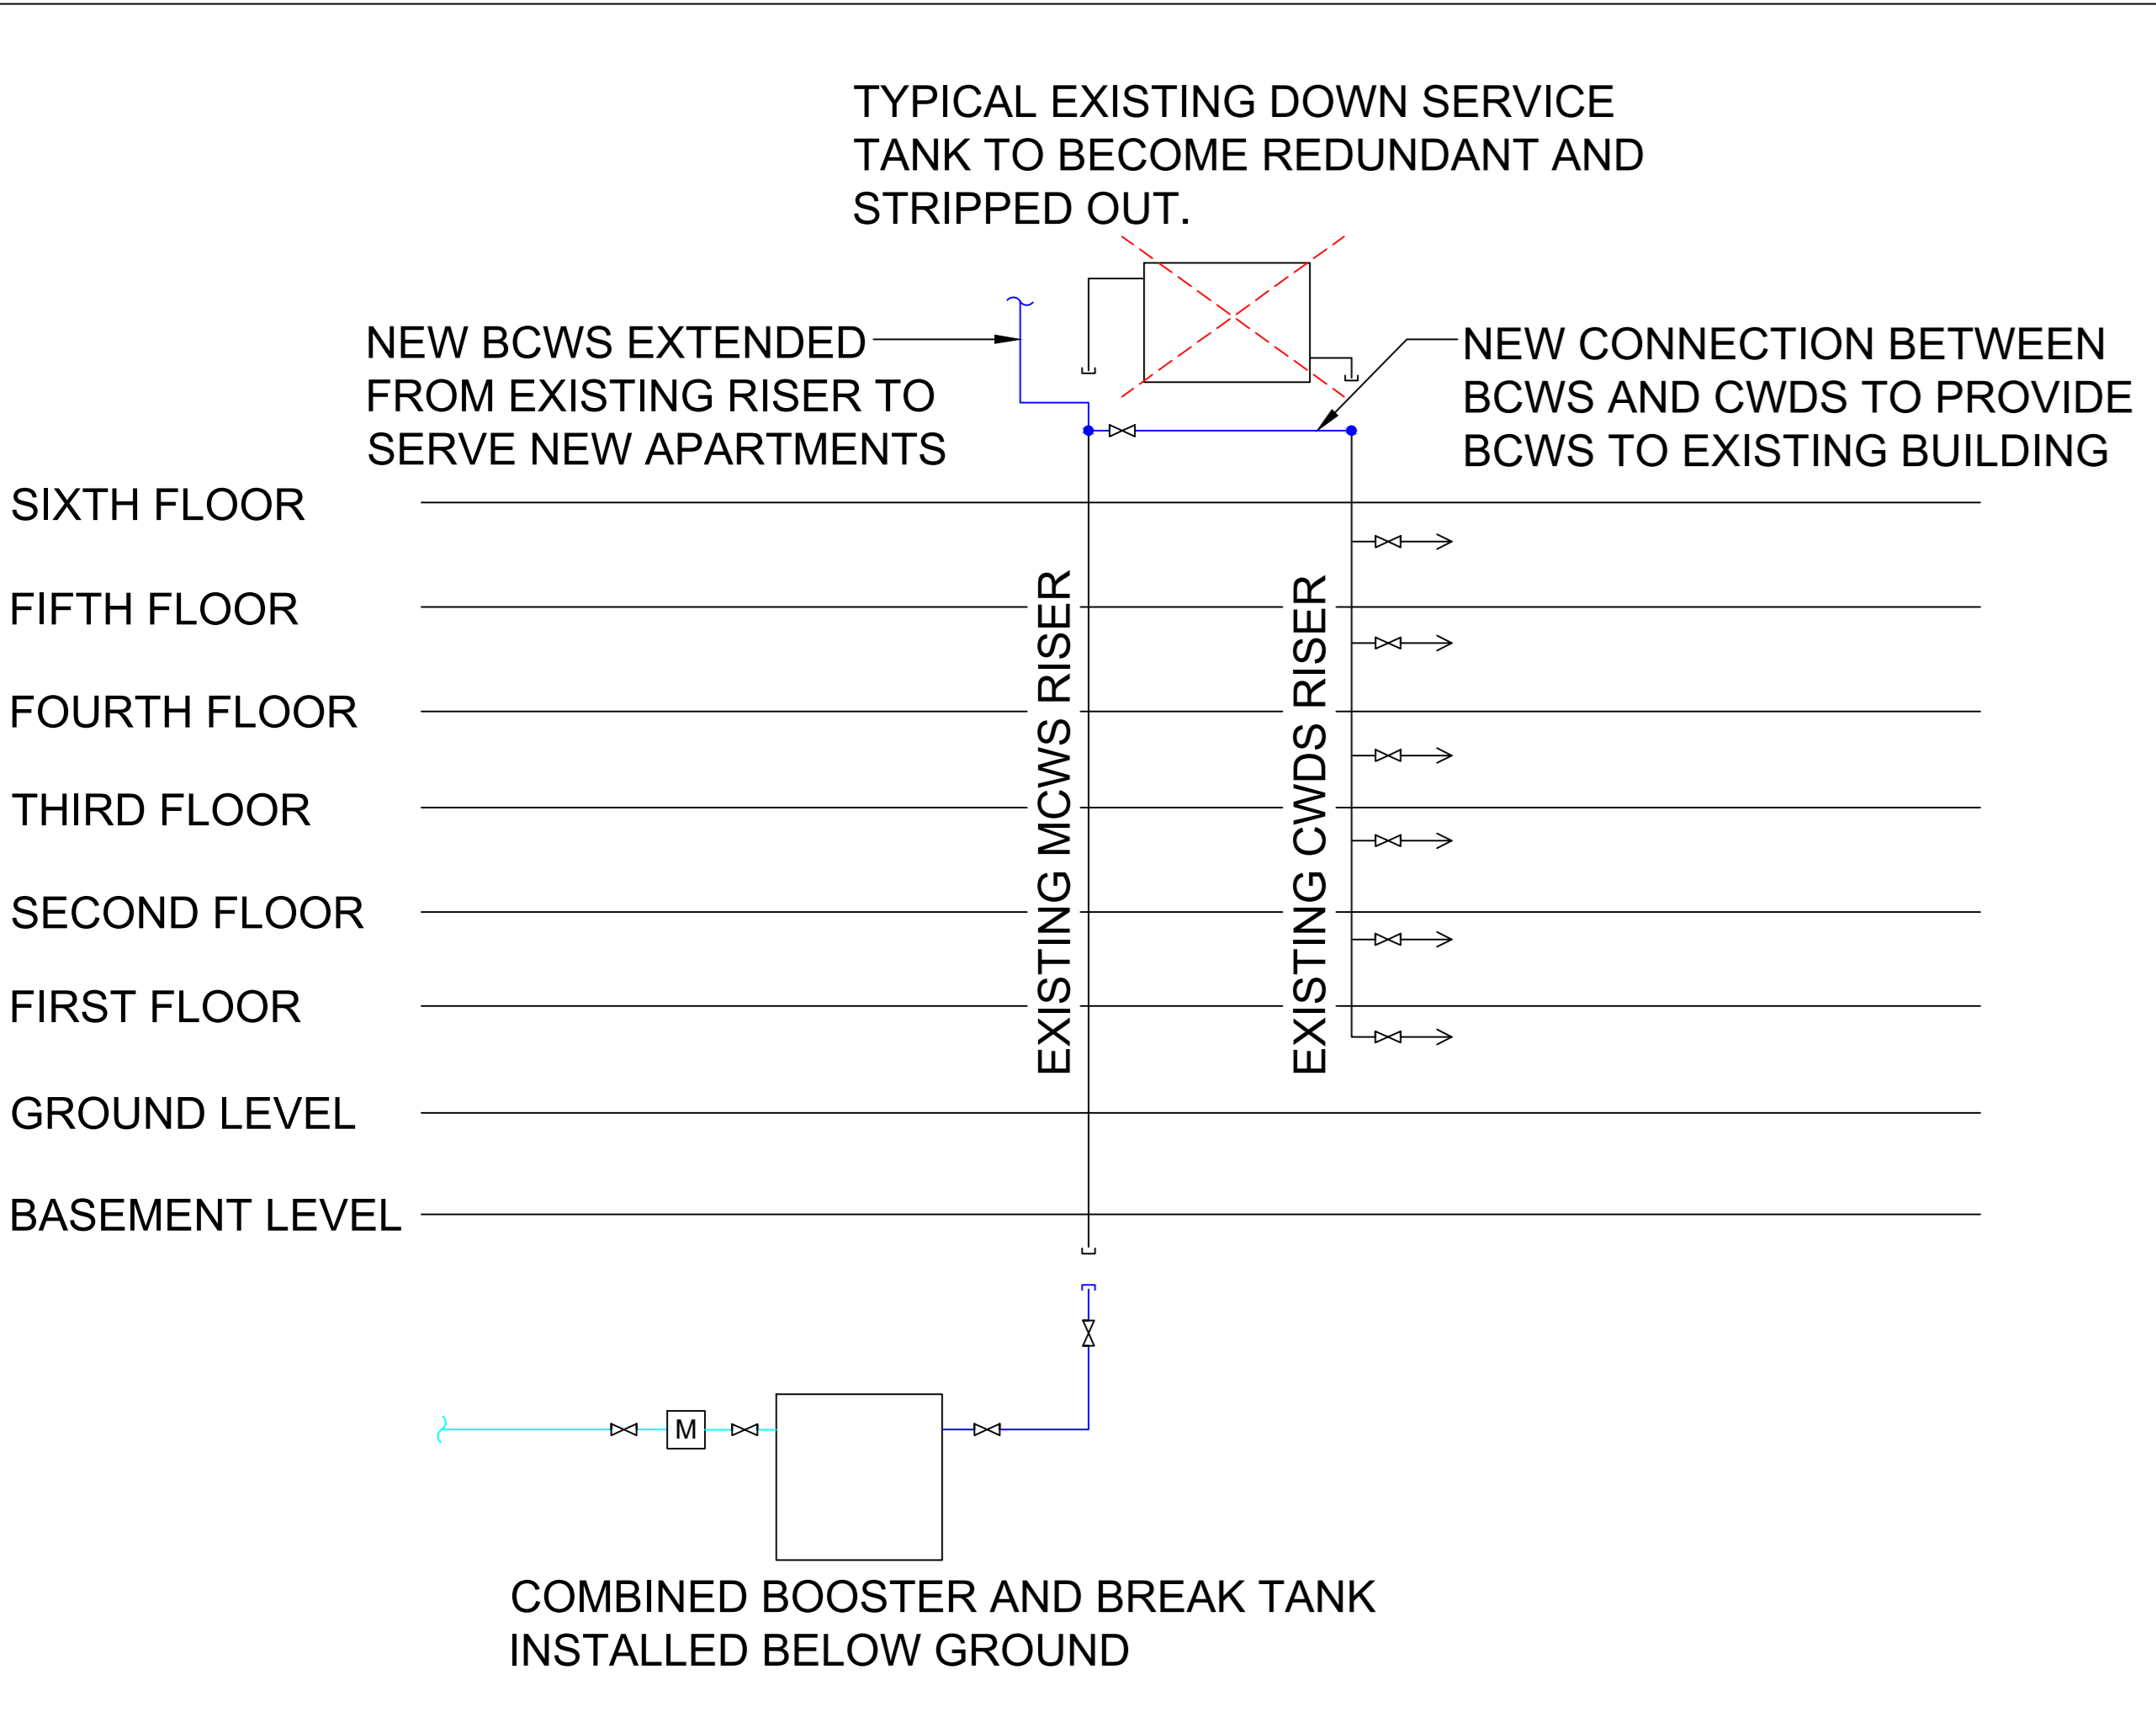 TYPICAL EXISTING DOWN SERVICE
TANK TO BECOME REDUNDANT AND
STRIPPED OUT.
NEW BCWS EXTENDED
FROM EXISTING RISER TO
SERVE NEW APARTMENTS
NEW CONNECTION BETWEEN
BCWS AND CWDS TO PROVIDE
BCWS TO EXISTING BUILDING
SIXTH FLOOR
FIFTH FLOOR
FOURTH FLOOR
THIRD FLOOR
SECOND FLOOR
FIRST FLOOR
GROUND LEVEL
BASEMENT LEVEL
EXISTING MCWS RISER
EXISTING CWDS RISER
M
COMBINED BOOSTER AND BREAK TANK
INSTALLED BELOW GROUND